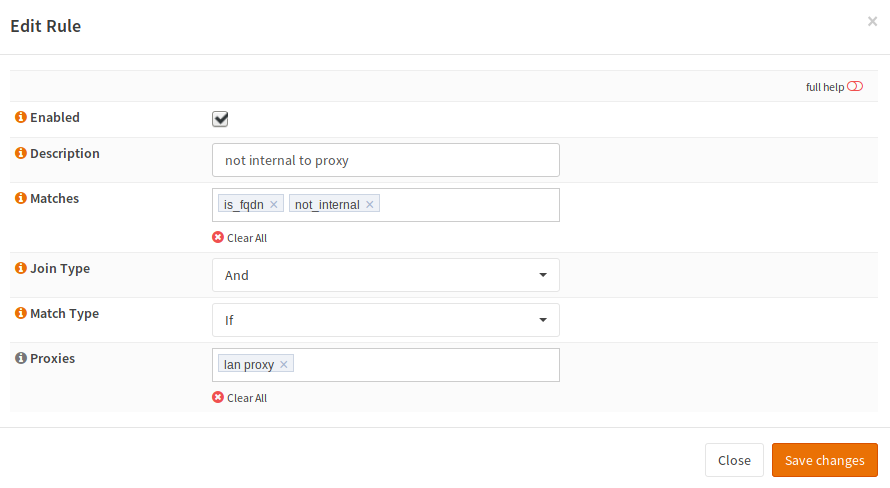 Edit Rule ×
full help
Enabled
Description not internal to proxy
Matches is_fqdn × not_internal ×
Clear All
Join Type And
Match Type If
Proxies lan proxy ×
Clear All
Close Save changes